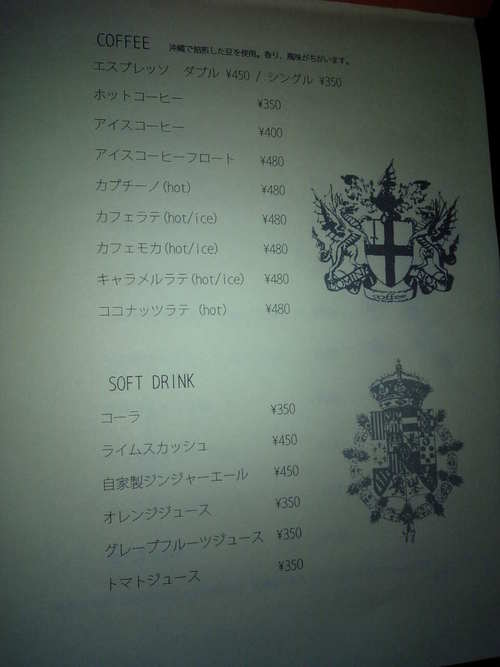 COFFEE 沖縄で焙煎した豆を使用。香り、風味がちがいます。
エスプレッソ ダブル ¥450 / シングル ¥350
ホットコーヒー ¥350
アイスコーヒー ¥400
アイスコーヒーフロート ¥480
カプチーノ(hot) ¥480
カフェラテ(hot/ice) ¥480
カフェモカ(hot/ice) ¥480
キャラメルラテ(hot/ice) ¥480
ココナッツラテ (hot) ¥480
coffee
SOFT DRINK
コーラ ¥350
ライムスカッシュ ¥450
自家製ジンジャーエール ¥450
オレンジジュース ¥350
グレープフルーツジュース ¥350
トマトジュース ¥350